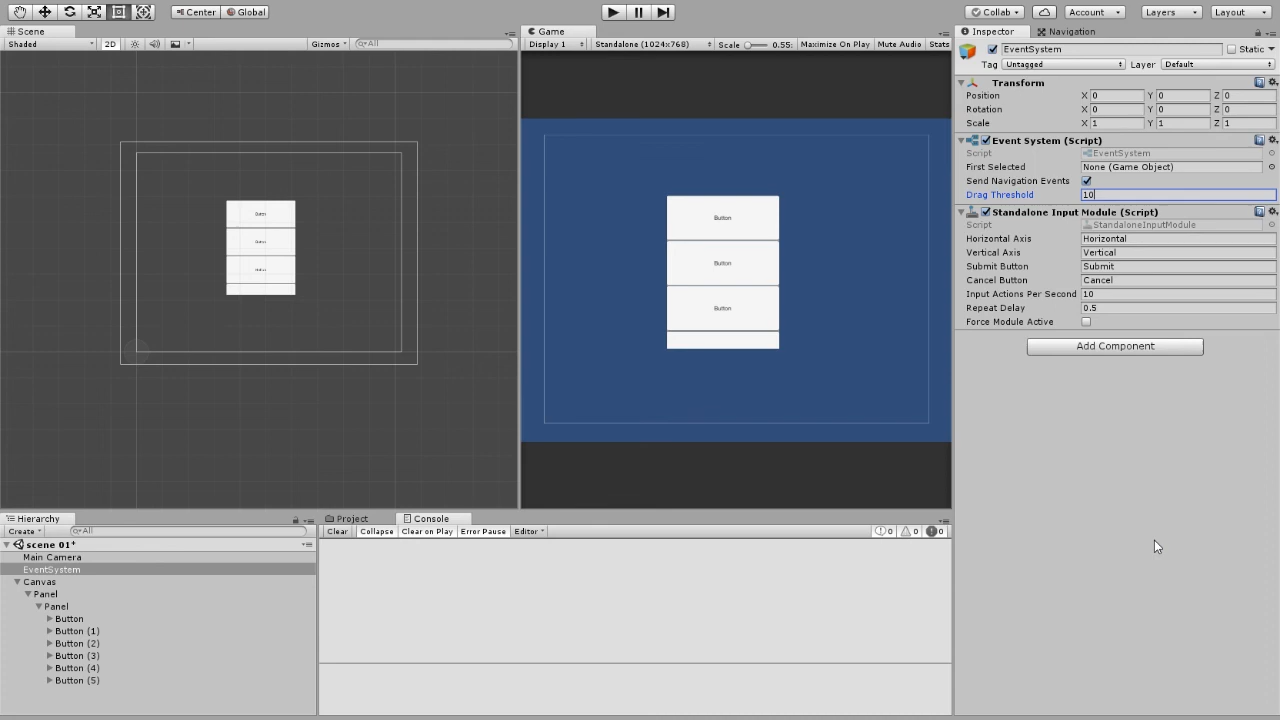 Center Global Collab Account Layers Layout
Scene
Shaded 2D Gizmos All
Game
Display 1 Standalone (1024x768) Scale 0.55: Maximize On Play Mute Audio Stats
Button
Button
Button
Button
Button
Inspector Navigation
EventSystem Static
Tag Untagged Layer Default
Transform
Position X 0 Y 0 Z 0
Rotation X 0 Y 0 Z 0
Scale X 1 Y 1 Z 1
Event System (Script)
Script EventSystem
First Selected None (Game Object)
Send Navigation Events
Drag Threshold 10
Standalone Input Module (Script)
Script StandaloneInputModule
Horizontal Axis Horizontal
Vertical Axis Vertical
Submit Button Submit
Cancel Button Cancel
Input Actions Per Second 10
Repeat Delay 0.5
Force Module Active
Add Component
Hierarchy
Create All
scene 01*
Main Camera
EventSystem
Canvas
Panel
Panel
Button
Button (1)
Button (2)
Button (3)
Button (4)
Button (5)
Project Console
Clear Collapse Clear on Play Error Pause Editor 0 0 0